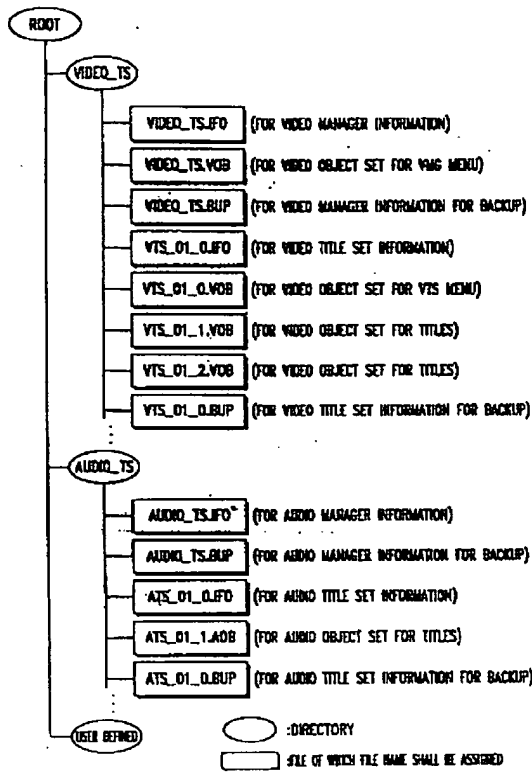 ROOT
VIDEO_TS
VIDEO_TS.IFO (FOR VIDEO MANAGER INFORMATION)
VIDEO_TS.VOB (FOR VIDEO OBJECT SET FOR VMG MENU)
VIDEO_TS.BUP (FOR VIDEO MANAGER INFORMATION FOR BACKUP)
VTS_01_0.IFO (FOR VIDEO TITLE SET INFORMATION)
VTS_01_0.VOB (FOR VIDEO OBJECT SET FOR VTS MENU)
VTS_01_1.VOB (FOR VIDEO OBJECT SET FOR TITLES)
VTS_01_2.VOB (FOR VIDEO OBJECT SET FOR TITLES)
VTS_01_0.BUP (FOR VIDEO TITLE SET INFORMATION FOR BACKUP)
AUDIO_TS
AUDIO_TS.IFO (FOR AUDIO MANAGER INFORMATION)
AUDIO_TS.BUP (FOR AUDIO MANAGER INFORMATION FOR BACKUP)
ATS_01_0.IFO (FOR AUDIO TITLE SET INFORMATION)
ATS_01_1.AOB (FOR AUDIO OBJECT SET FOR TITLES)
ATS_01_0.BUP (FOR AUDIO TITLE SET INFORMATION FOR BACKUP)
USER DEFINED
:DIRECTORY
:FILE OF WHICH FILE NAME SHALL BE ASSIGNED